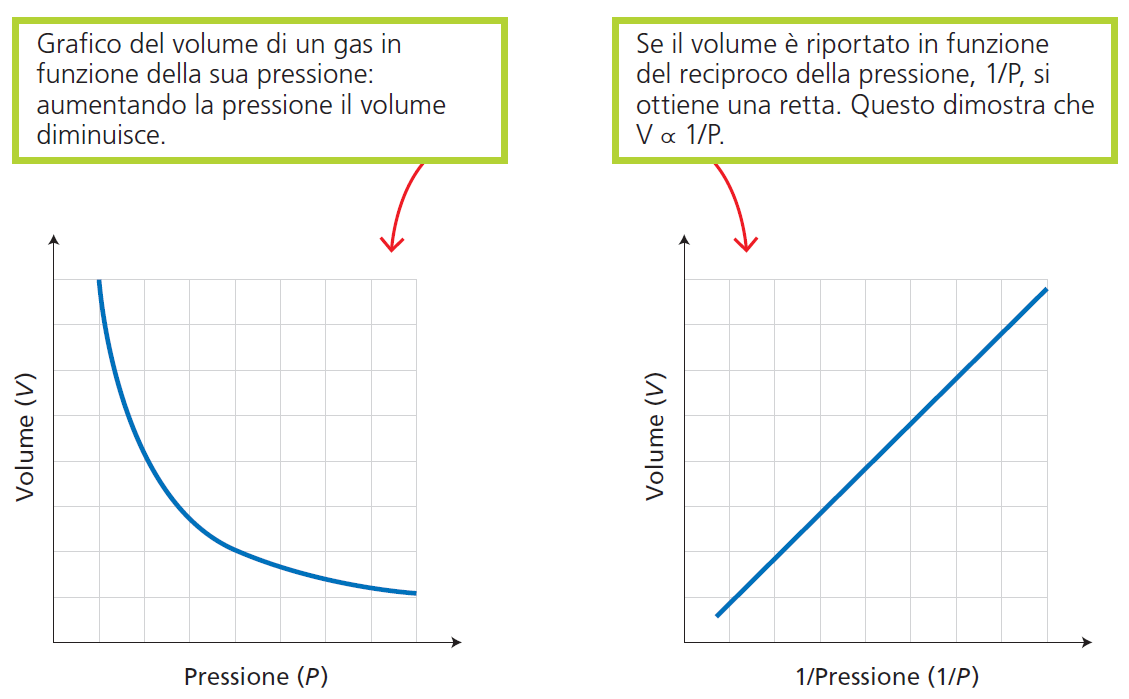 Grafico del volume di un gas in
funzione della sua pressione:
aumentando la pressione il volume
diminuisce.
Se il volume è riportato in funzione
del reciproco della pressione, 1/P, si
ottiene una retta. Questo dimostra che
V ∝ 1/P.
Volume (V)
Pressione (P)
Volume (V)
1/Pressione (1/P)